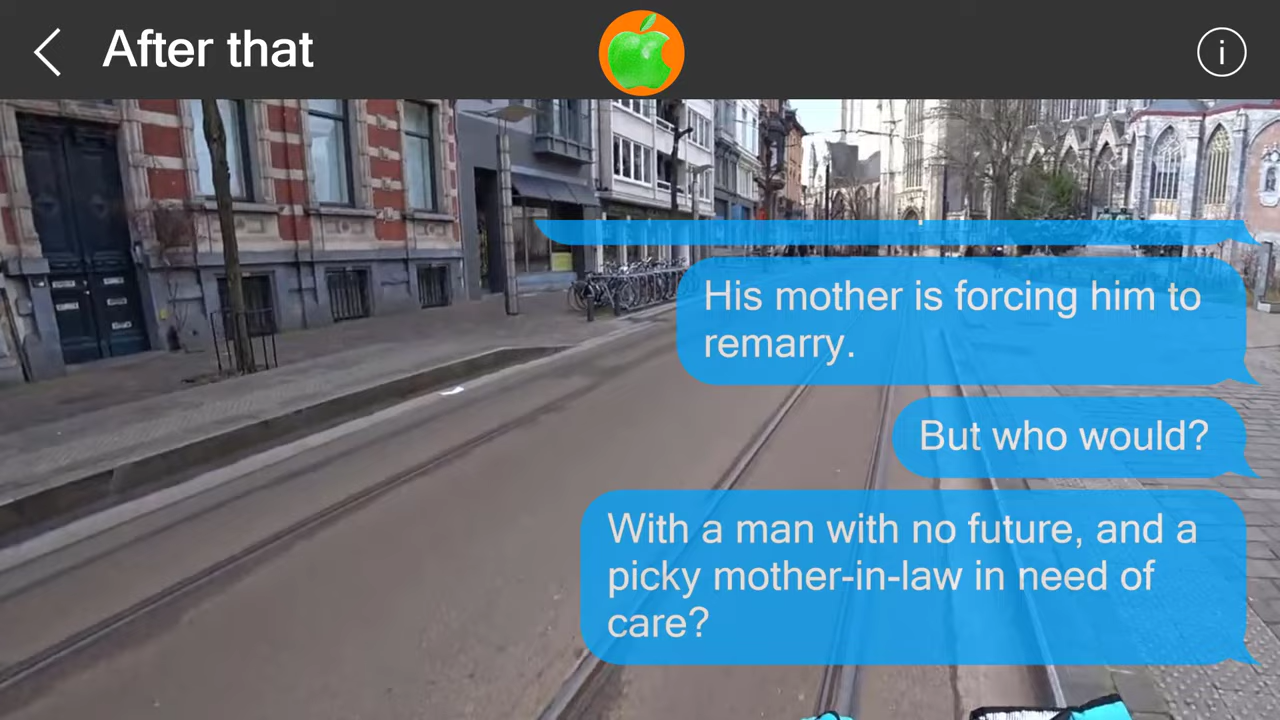 After that
i
His mother is forcing him to
remarry.
But who would?
With a man with no future, and a
picky mother-in-law in need of
care?